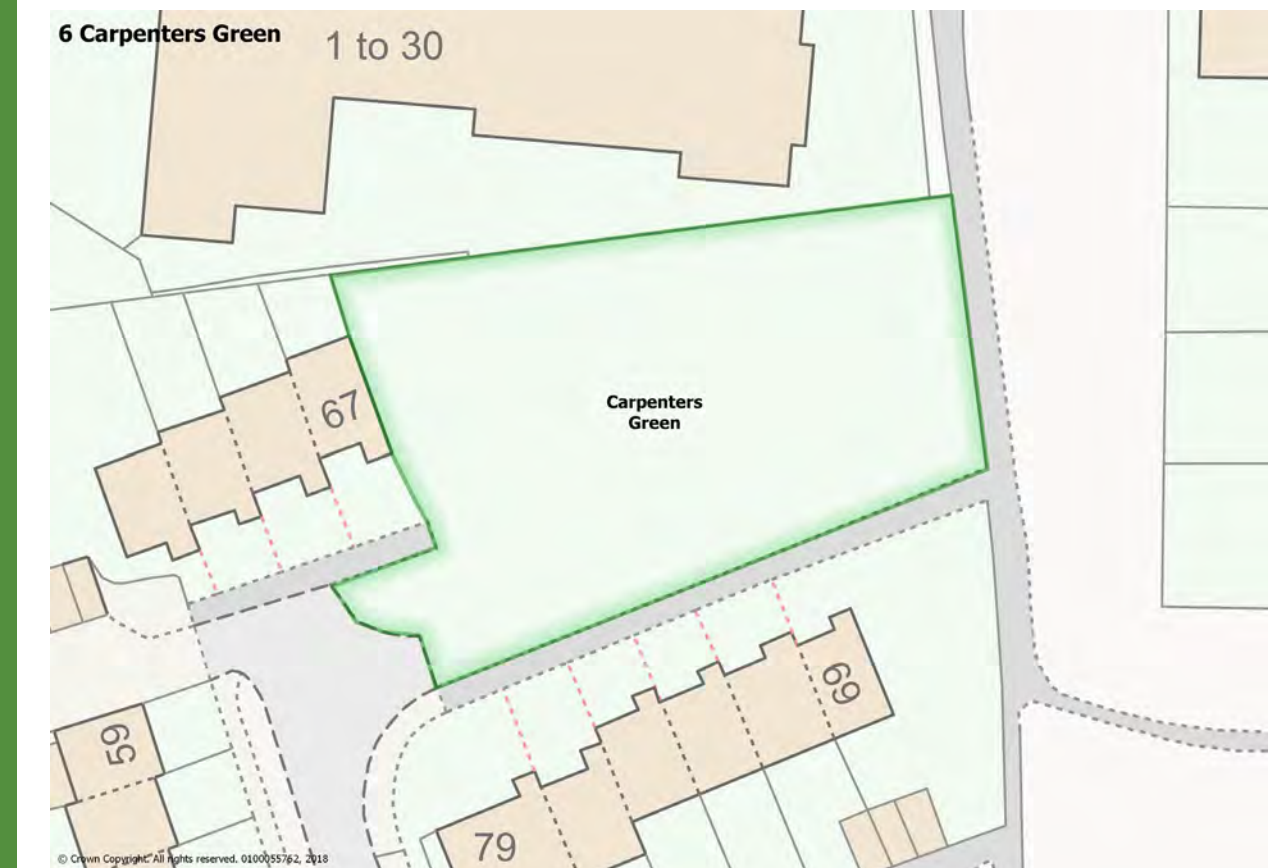 6 Carpenters Green
1 to 30
67
Carpenters
Green
69
59
79
© Crown Copyright. All rights reserved. 0100055762, 2018